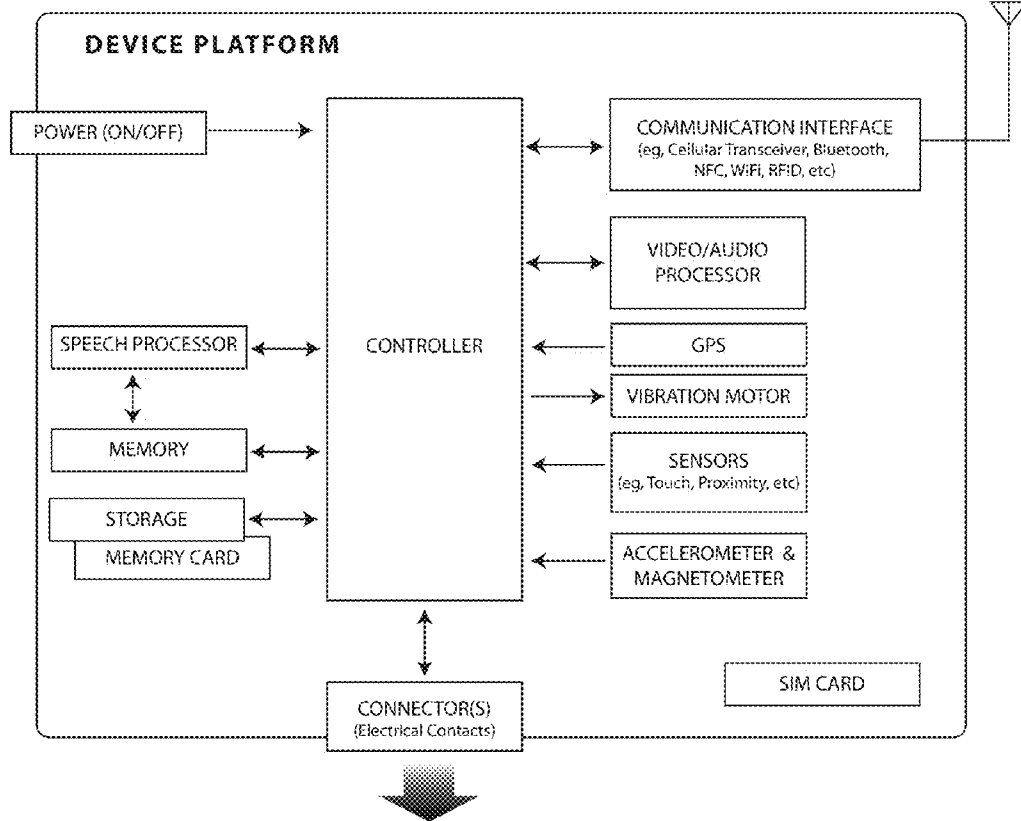 DEVICE PLATFORM
POWER (ON/OFF)
COMMUNICATION INTERFACE
(eg, Cellular Transceiver, Bluetooth,
NFC, WiFi, RFID, etc)
VIDEO/AUDIO
PROCESSOR
SPEECH PROCESSOR
CONTROLLER
GPS
VIBRATION MOTOR
MEMORY
SENSORS
(eg, Touch, Proximity, etc)
STORAGE
MEMORY CARD
ACCELEROMETER &
MAGNETOMETER
SIM CARD
CONNECTOR(S)
(Electrical Contacts)